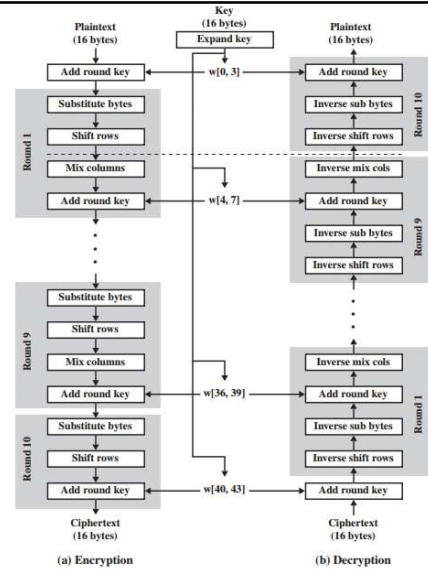 Plaintext
(16 bytes)
Add round key
Round 1
Substitute bytes
Shift rows
Mix columns
Add round key
Round 9
Substitute bytes
Shift rows
Mix columns
Add round key
Round 10
Substitute bytes
Shift rows
Add round key
Ciphertext
(16 bytes)
(a) Encryption
Key
(16 bytes)
Expand key
w[0, 3]
w[4, 7]
w[36, 39]
w[40, 43]
Plaintext
(16 bytes)
Add round key
Inverse sub bytes
Inverse shift rows
Round 10
Inverse mix cols
Add round key
Inverse sub bytes
Inverse shift rows
Round 9
Inverse mix cols
Add round key
Inverse sub bytes
Inverse shift rows
Round 1
Add round key
Ciphertext
(16 bytes)
(b) Decryption